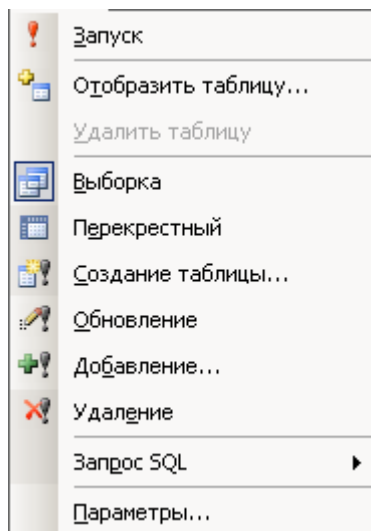 Запуск
Отобразить таблицу...
Удалить таблицу
Выборка
Перекрестный
Создание таблицы...
Обновление
Добавление...
Удаление
Запрос SQL
Параметры...